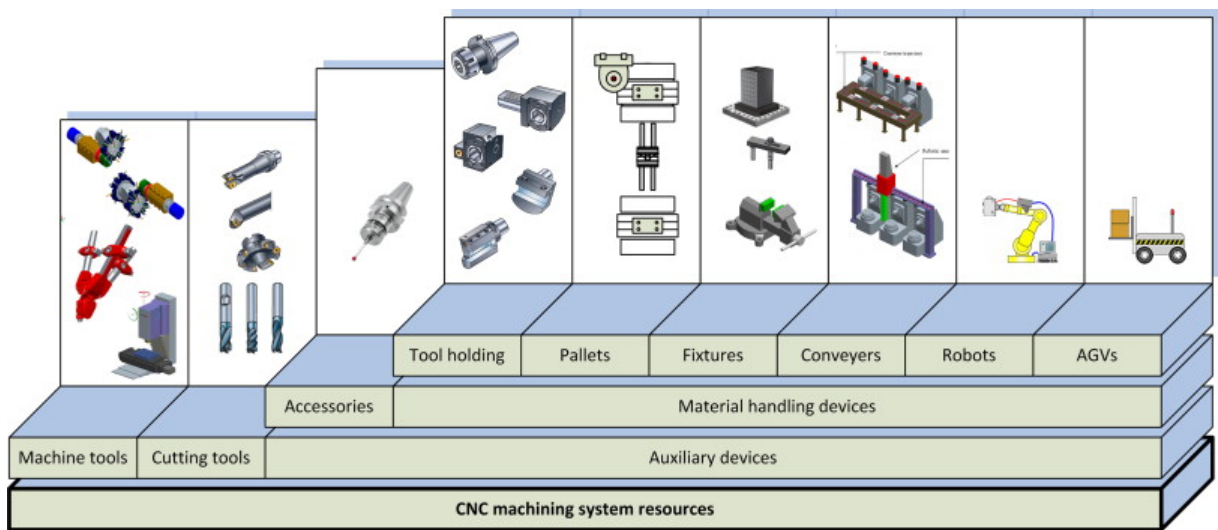 Tool holding
Pallets
Fixtures
Conveyers
Robots
AGVs
Accessories
Material handling devices
Machine tools
Cutting tools
Auxiliary devices
CNC machining system resources